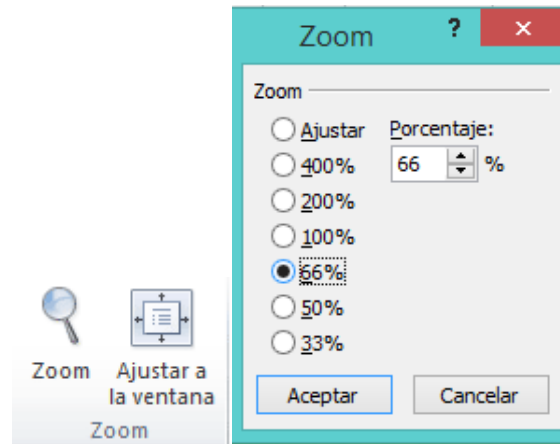 Zoom
Ajustar a
la ventana
Zoom
Zoom ?
Zoom
Ajustar Porcentaje:
400% 66 %
200%
100%
66%
50%
33%
Aceptar Cancelar